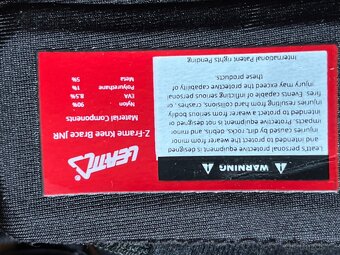 LEATT
Z-Frame Knee Brace JNR
Material Components
Nylon 90%
EVA 8.5%
Polyurethane 1%
Meta 5%
WARNING
Leatt's personal protective equipment is designed
and intended to protect the wearer from minor
injuries caused by dirt, rocks, debris, and minor
impacts. Protective equipment is not designed or
intended to protect wearer from serious bodily
injuries resulting from hard collisions, crashes, or
fires. Events capable of inflicting serious personal
injury may exceed the protective capability of
these products.
International Patent rights Pending